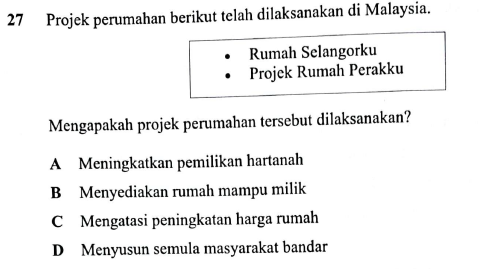 27 Projek perumahan berikut telah dilaksanakan di Malaysia.
• Rumah Selangorku
• Projek Rumah Perakku
Mengapakah projek perumahan tersebut dilaksanakan?
A Meningkatkan pemilikan hartanah
B Menyediakan rumah mampu milik
C Mengatasi peningkatan harga rumah
D Menyusun semula masyarakat bandar